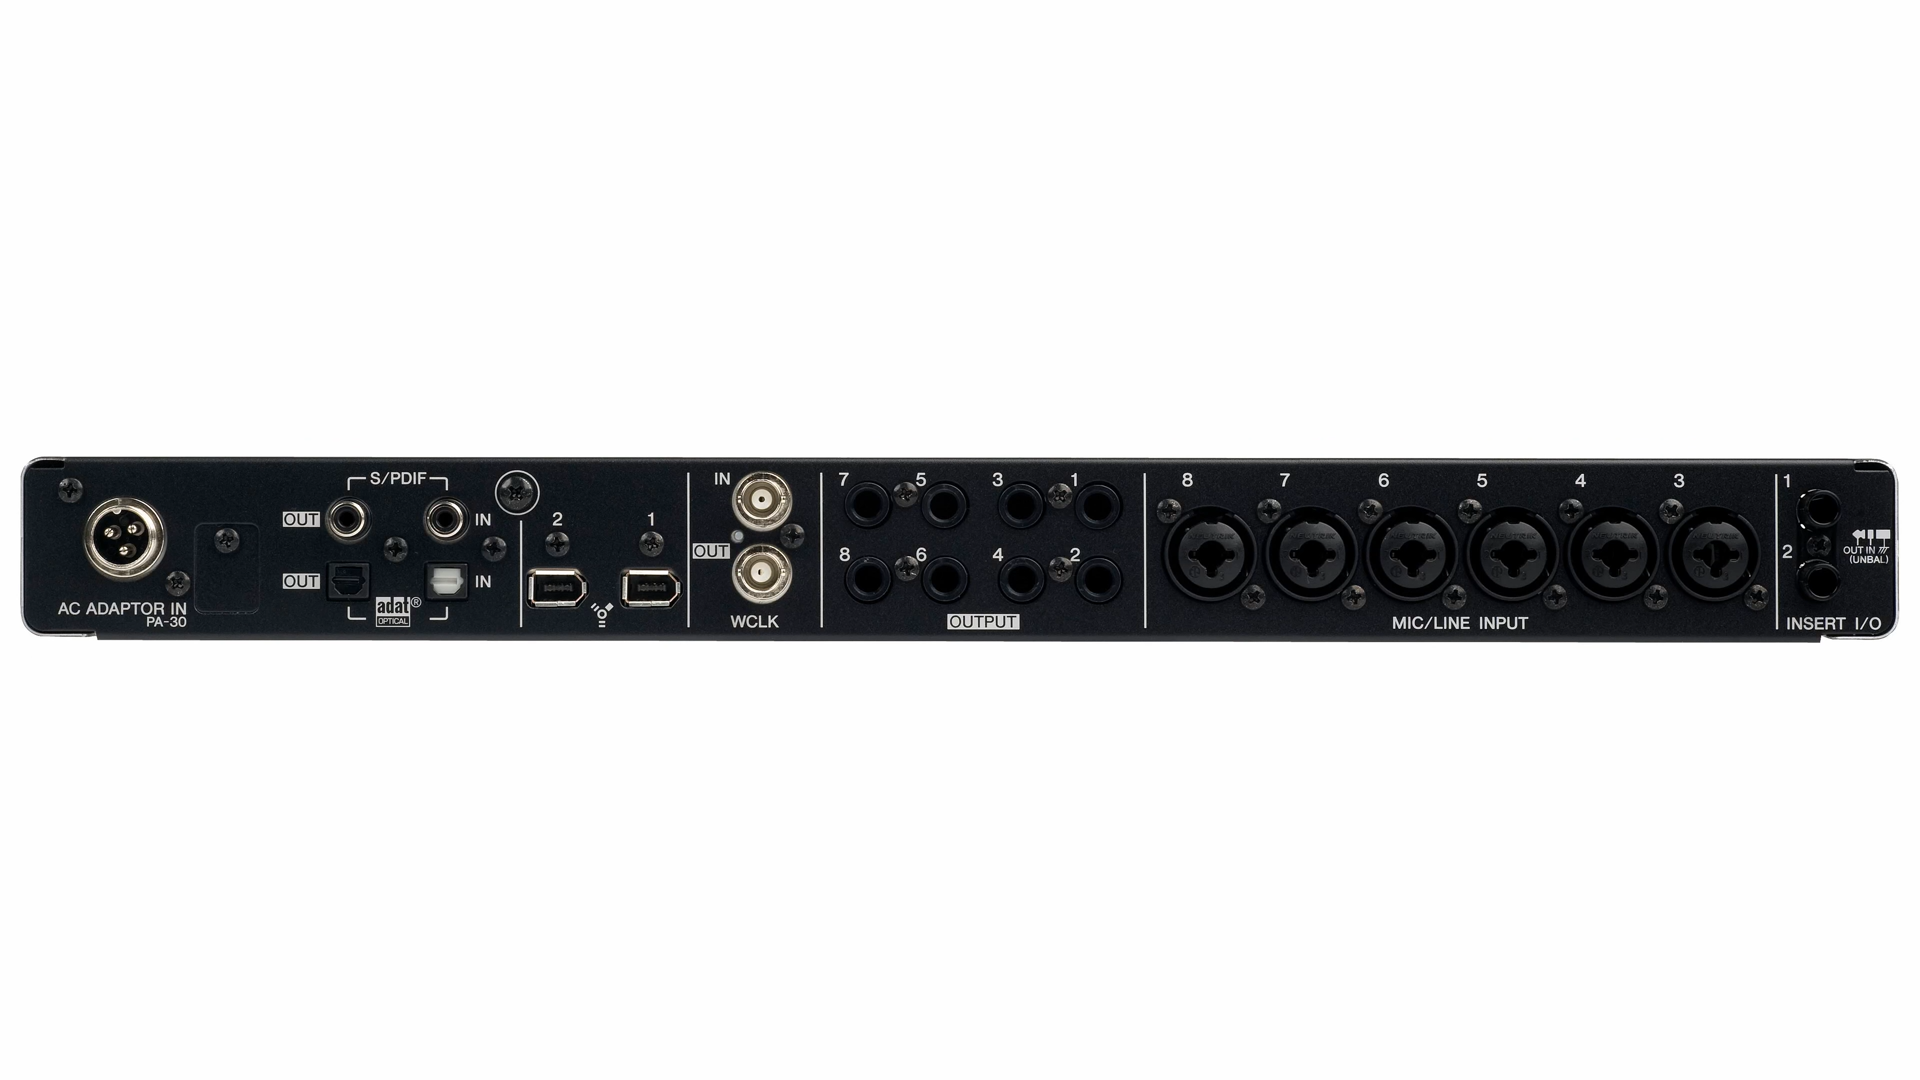 AC ADAPTOR IN
PA-30
S/PDIF
OUT IN
OUT IN
adat®
OPTICAL
2 1
IN
OUT
WCLK
7 5 3 1
8 6 4 2
OUTPUT
8 7 6 5 4 3
MIC/LINE INPUT
1
2
OUT IN
(UNBAL)
INSERT I/O